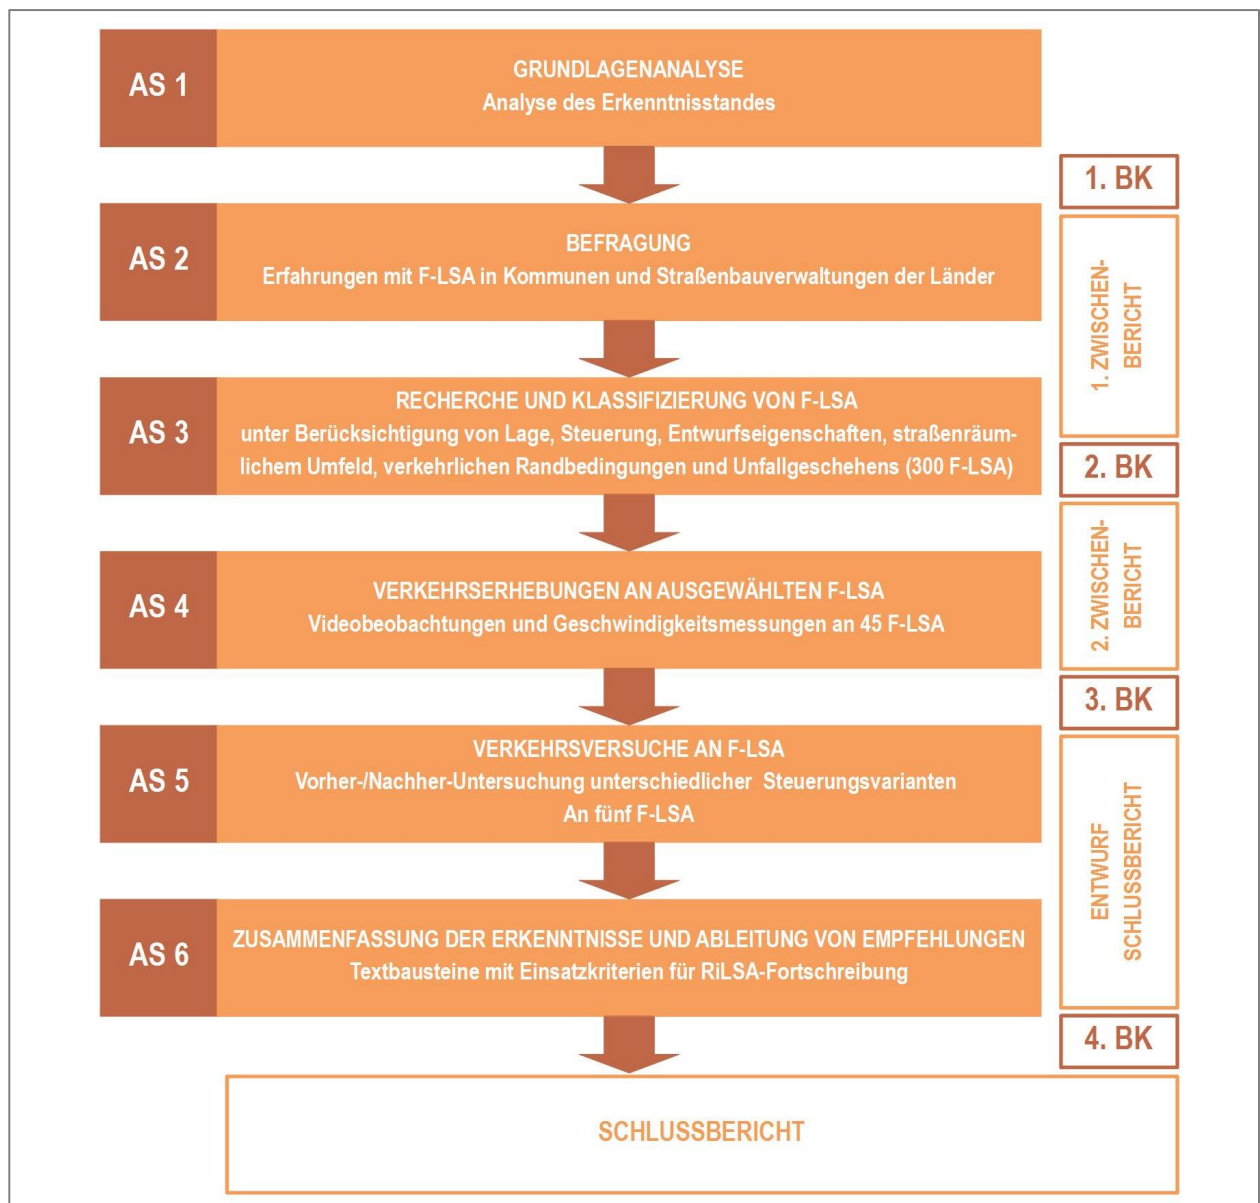 AS 1
GRUNDLAGENANALYSE
Analyse des Erkenntnisstandes
1. BK
AS 2
BEFRAGUNG
Erfahrungen mit F-LSA in Kommunen und Straßenbauverwaltungen der Länder
1. ZWISCHEN-
BERICHT
AS 3
RECHERCHE UND KLASSIFIZIERUNG VON F-LSA
unter Berücksichtigung von Lage, Steuerung, Entwurfseigenschaften, straßenräum-
lichem Umfeld, verkehrlichen Randbedingungen und Unfallgeschehens (300 F-LSA)
2. BK
AS 4
VERKEHRSERHEBUNGEN AN AUSGEWÄHLTEN F-LSA
Videobeobachtungen und Geschwindigkeitsmessungen an 45 F-LSA
2. ZWISCHEN-
BERICHT
3. BK
AS 5
VERKEHRSVERSUCHE AN F-LSA
Vorher-/Nachher-Untersuchung unterschiedlicher Steuerungsvarianten
An fünf F-LSA
ENTWURF
SCHLUSSBERICHT
AS 6
ZUSAMMENFASSUNG DER ERKENNTNISSE UND ABLEITUNG VON EMPFEHLUNGEN
Textbausteine mit Einsatzkriterien für RiLSA-Fortschreibung
4. BK
SCHLUSSBERICHT